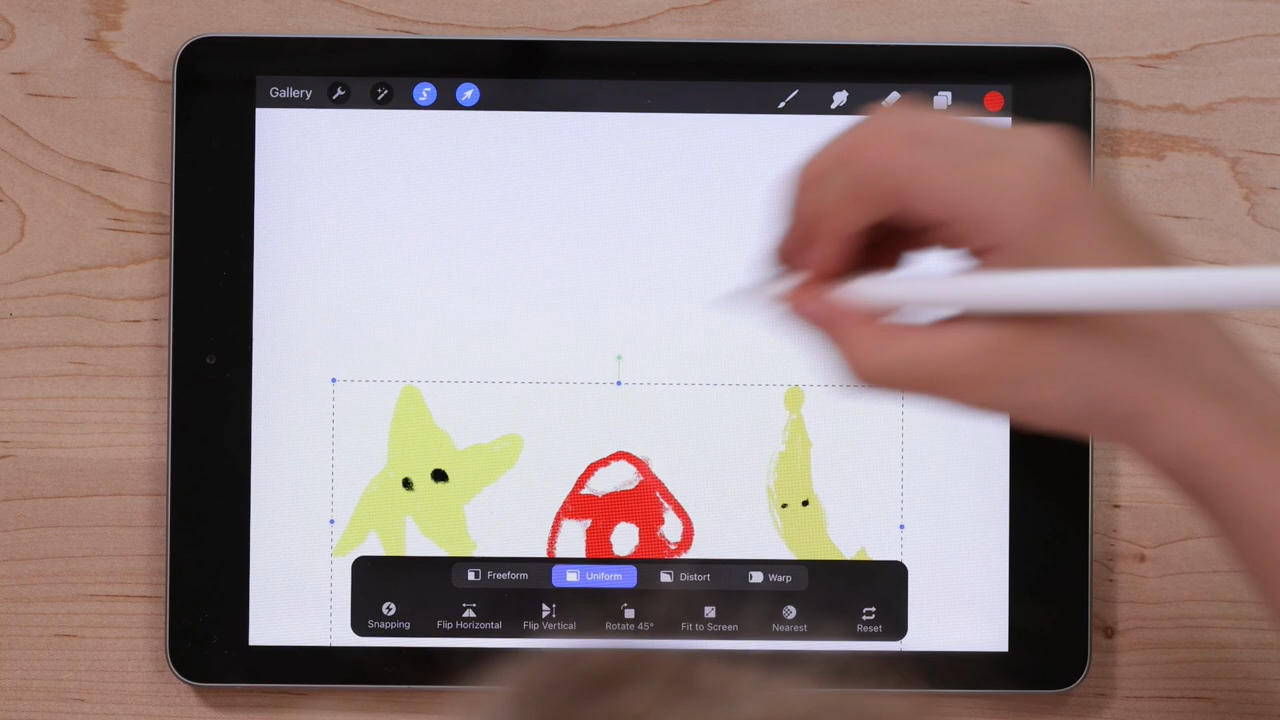 Gallery
Freeform Uniform Distort Warp
Snapping Flip Horizontal Flip Vertical Rotate 45° Fit to Screen Nearest Reset